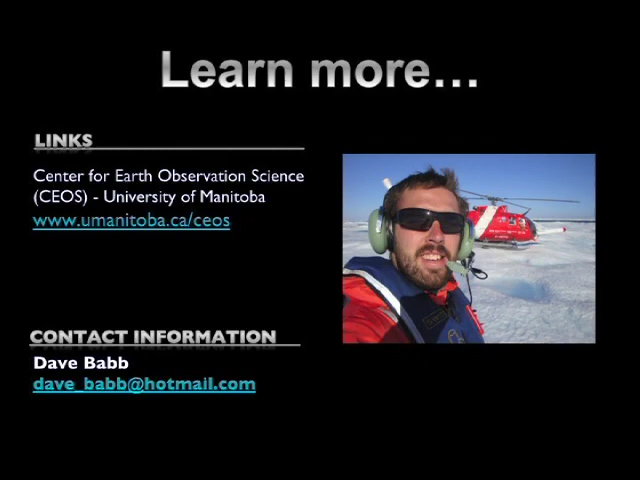 Learn more…
LINKS
Center for Earth Observation Science
(CEOS) - University of Manitoba
www.umanitoba.ca/ceos
CONTACT INFORMATION
Dave Babb
dave_babb@hotmail.com